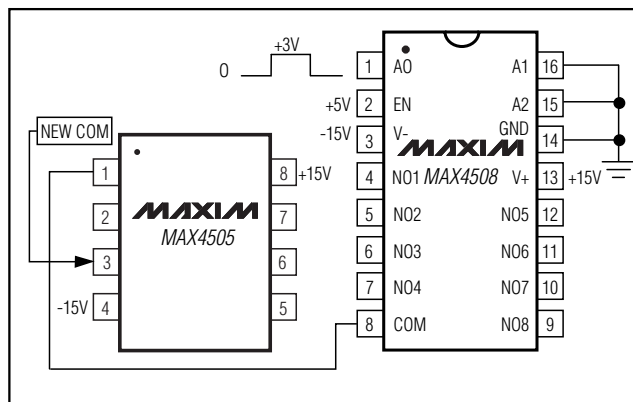 +3V
0
+5V
-15V
1 A0
2 EN
3 V-
4 NO1
5 NO2
6 NO3
7 NO4
8 COM
A1 16
A2 15
GND 14
V+ 13 +15V
NO5 12
NO6 11
NO7 10
NO8 9
MAXIM
MAX4508
NEW COM
1
2
3
-15V 4
8 +15V
7
6
5
MAXIM
MAX4505